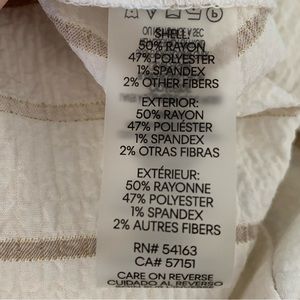 SHELL:
50% RAYON
47% POLYESTER
1% SPANDEX
2% OTHER FIBERS
EXTERIOR:
50% RAYON
47% POLIÉSTER
1% SPANDEX
2% OTRAS FIBRAS
EXTÉRIEUR:
50% RAYONNE
47% POLYESTER
1% SPANDEX
2% AUTRES FIBERS
RN# 54163
CA# 57151
CARE ON REVERSE
CUIDADO AL REVERSO